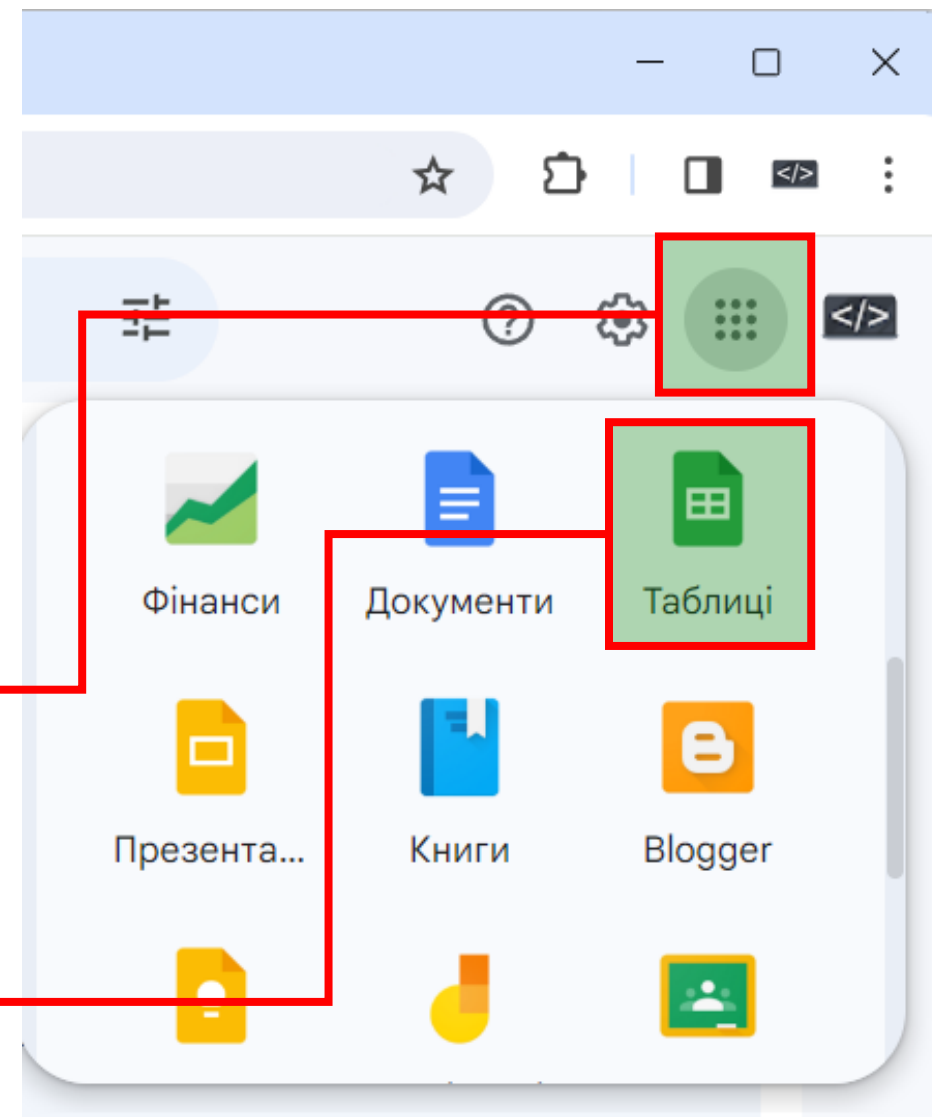 </>
</>
Фінанси Документи Таблиці
Презента... Книги Blogger